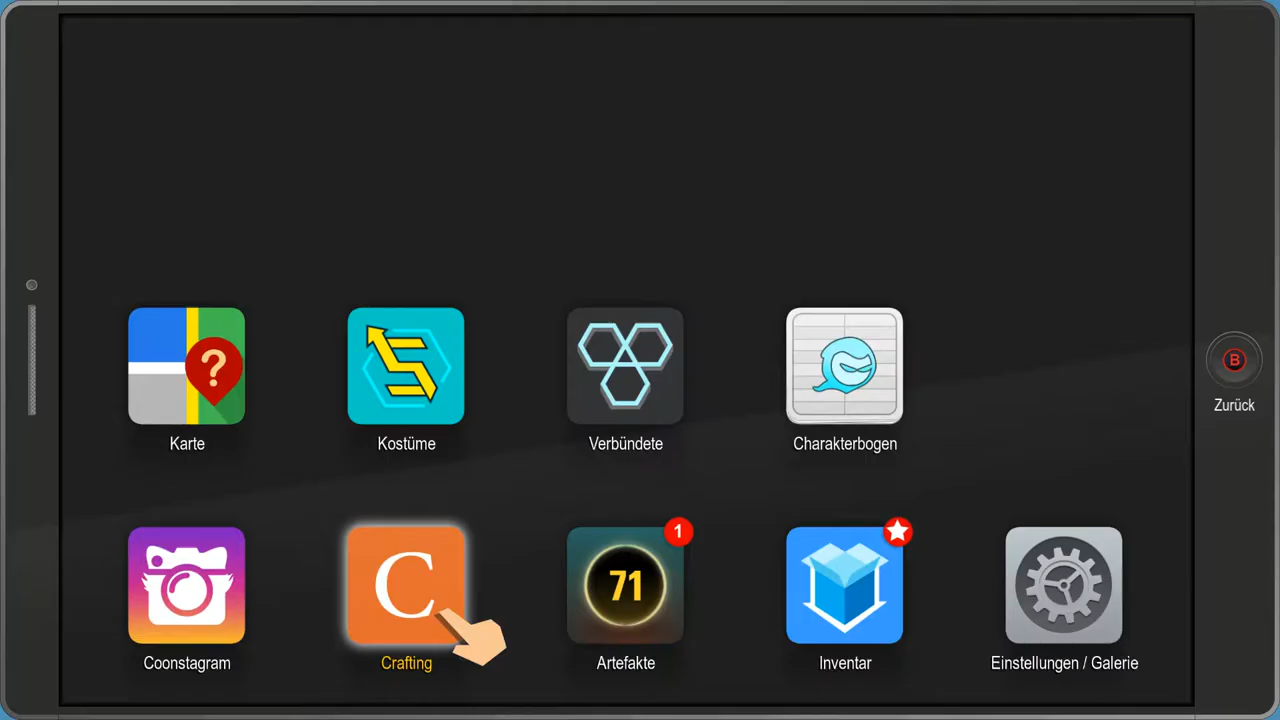 ?
B
Zurück
Karte
Kostüme
Verbündete
Charakterbogen
C
1
71
Coonstagram
Crafting
Artefakte
Inventar
Einstellungen / Galerie